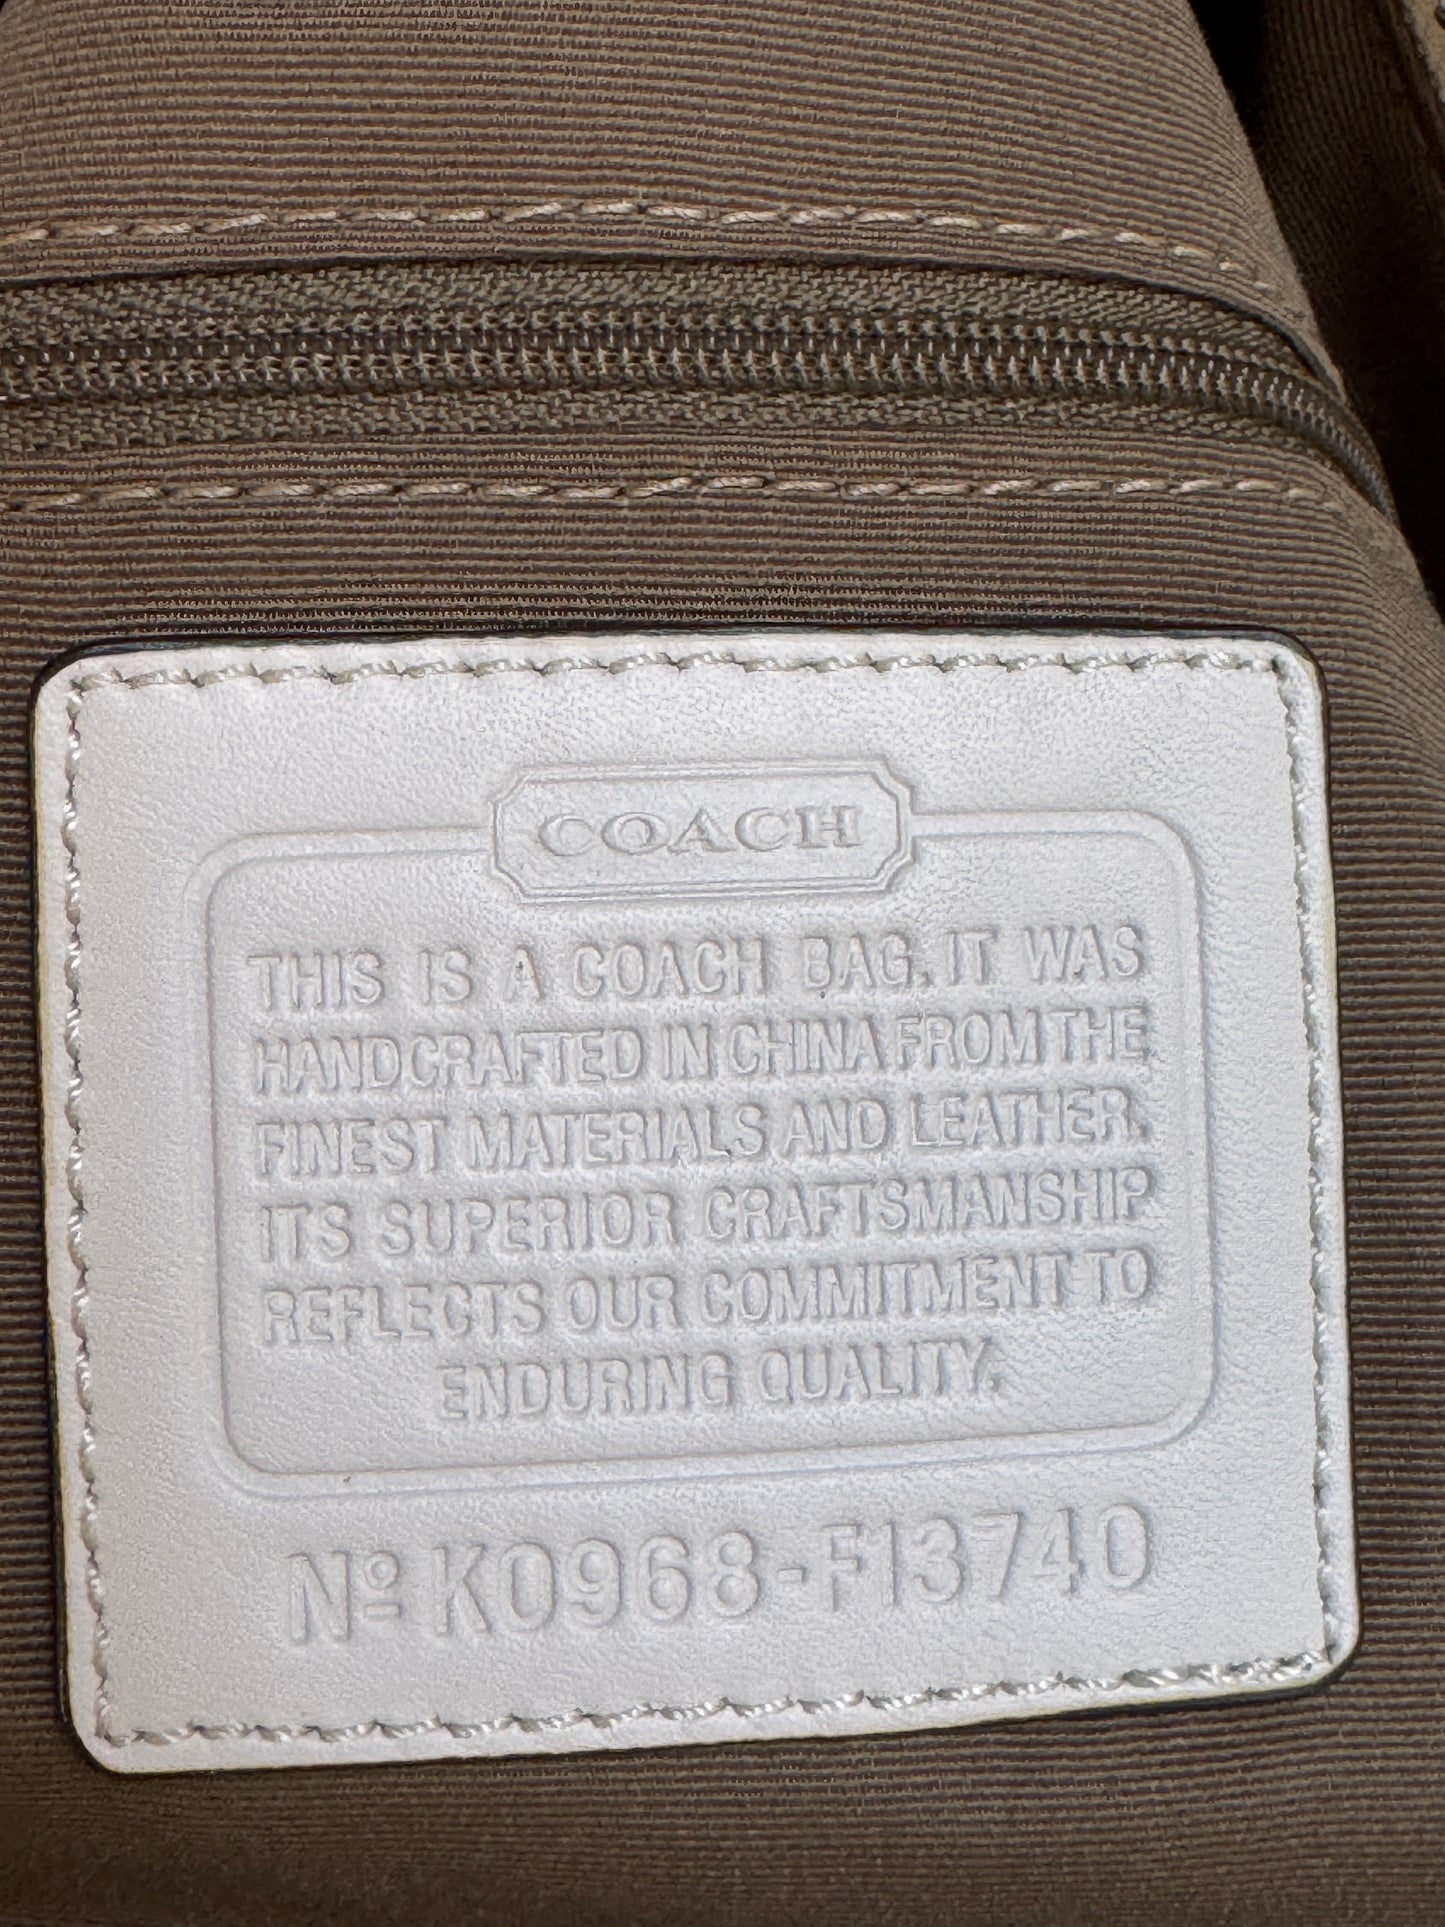 COACH
THIS IS A COACH BAG. IT WAS
HANDCRAFTED IN CHINA FROM THE
FINEST MATERIALS AND LEATHER.
ITS SUPERIOR CRAFTSMANSHIP
REFLECTS OUR COMMITMENT TO
ENDURING QUALITY.
Nº K0968-F13740